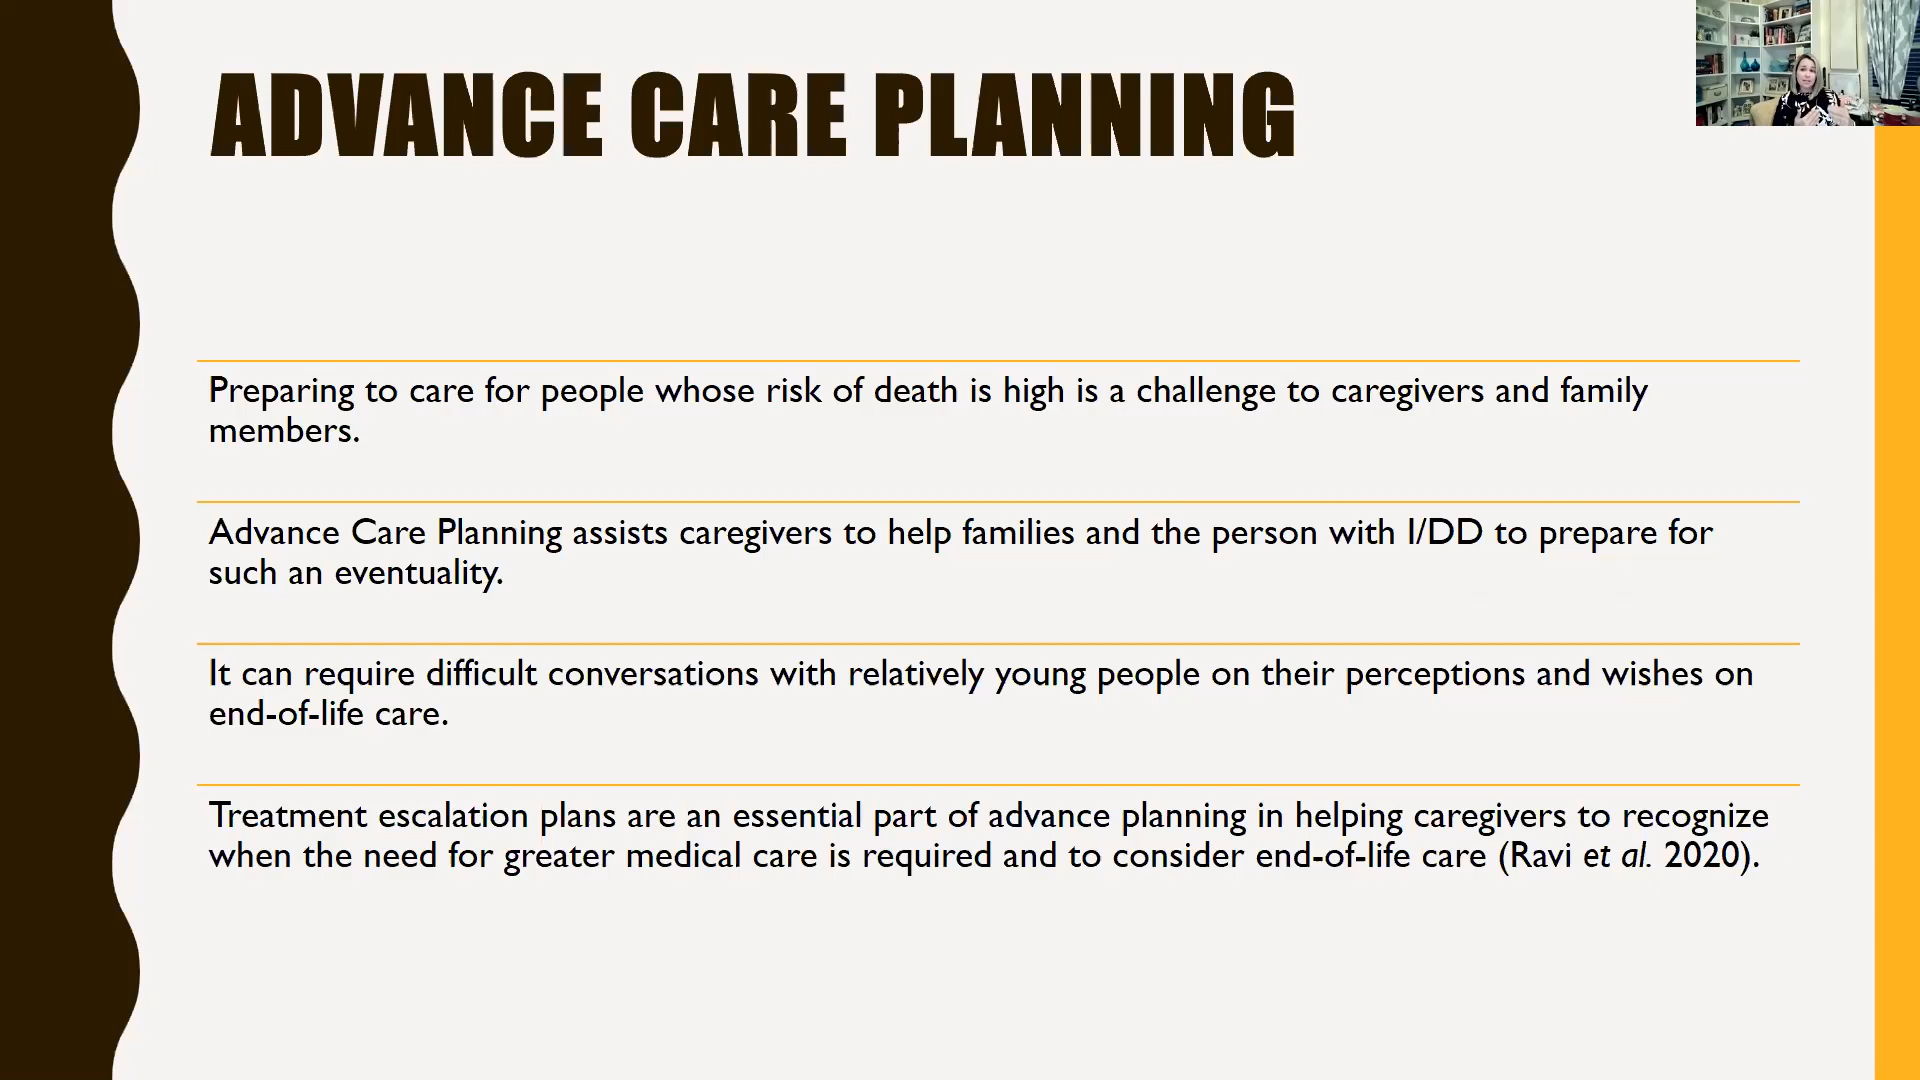 ADVANCE CARE PLANNING
Preparing to care for people whose risk of death is high is a challenge to caregivers and family
members.
Advance Care Planning assists caregivers to help families and the person with I/DD to prepare for
such an eventuality.
It can require difficult conversations with relatively young people on their perceptions and wishes on
end-of-life care.
Treatment escalation plans are an essential part of advance planning in helping caregivers to recognize
when the need for greater medical care is required and to consider end-of-life care (Ravi et al. 2020).